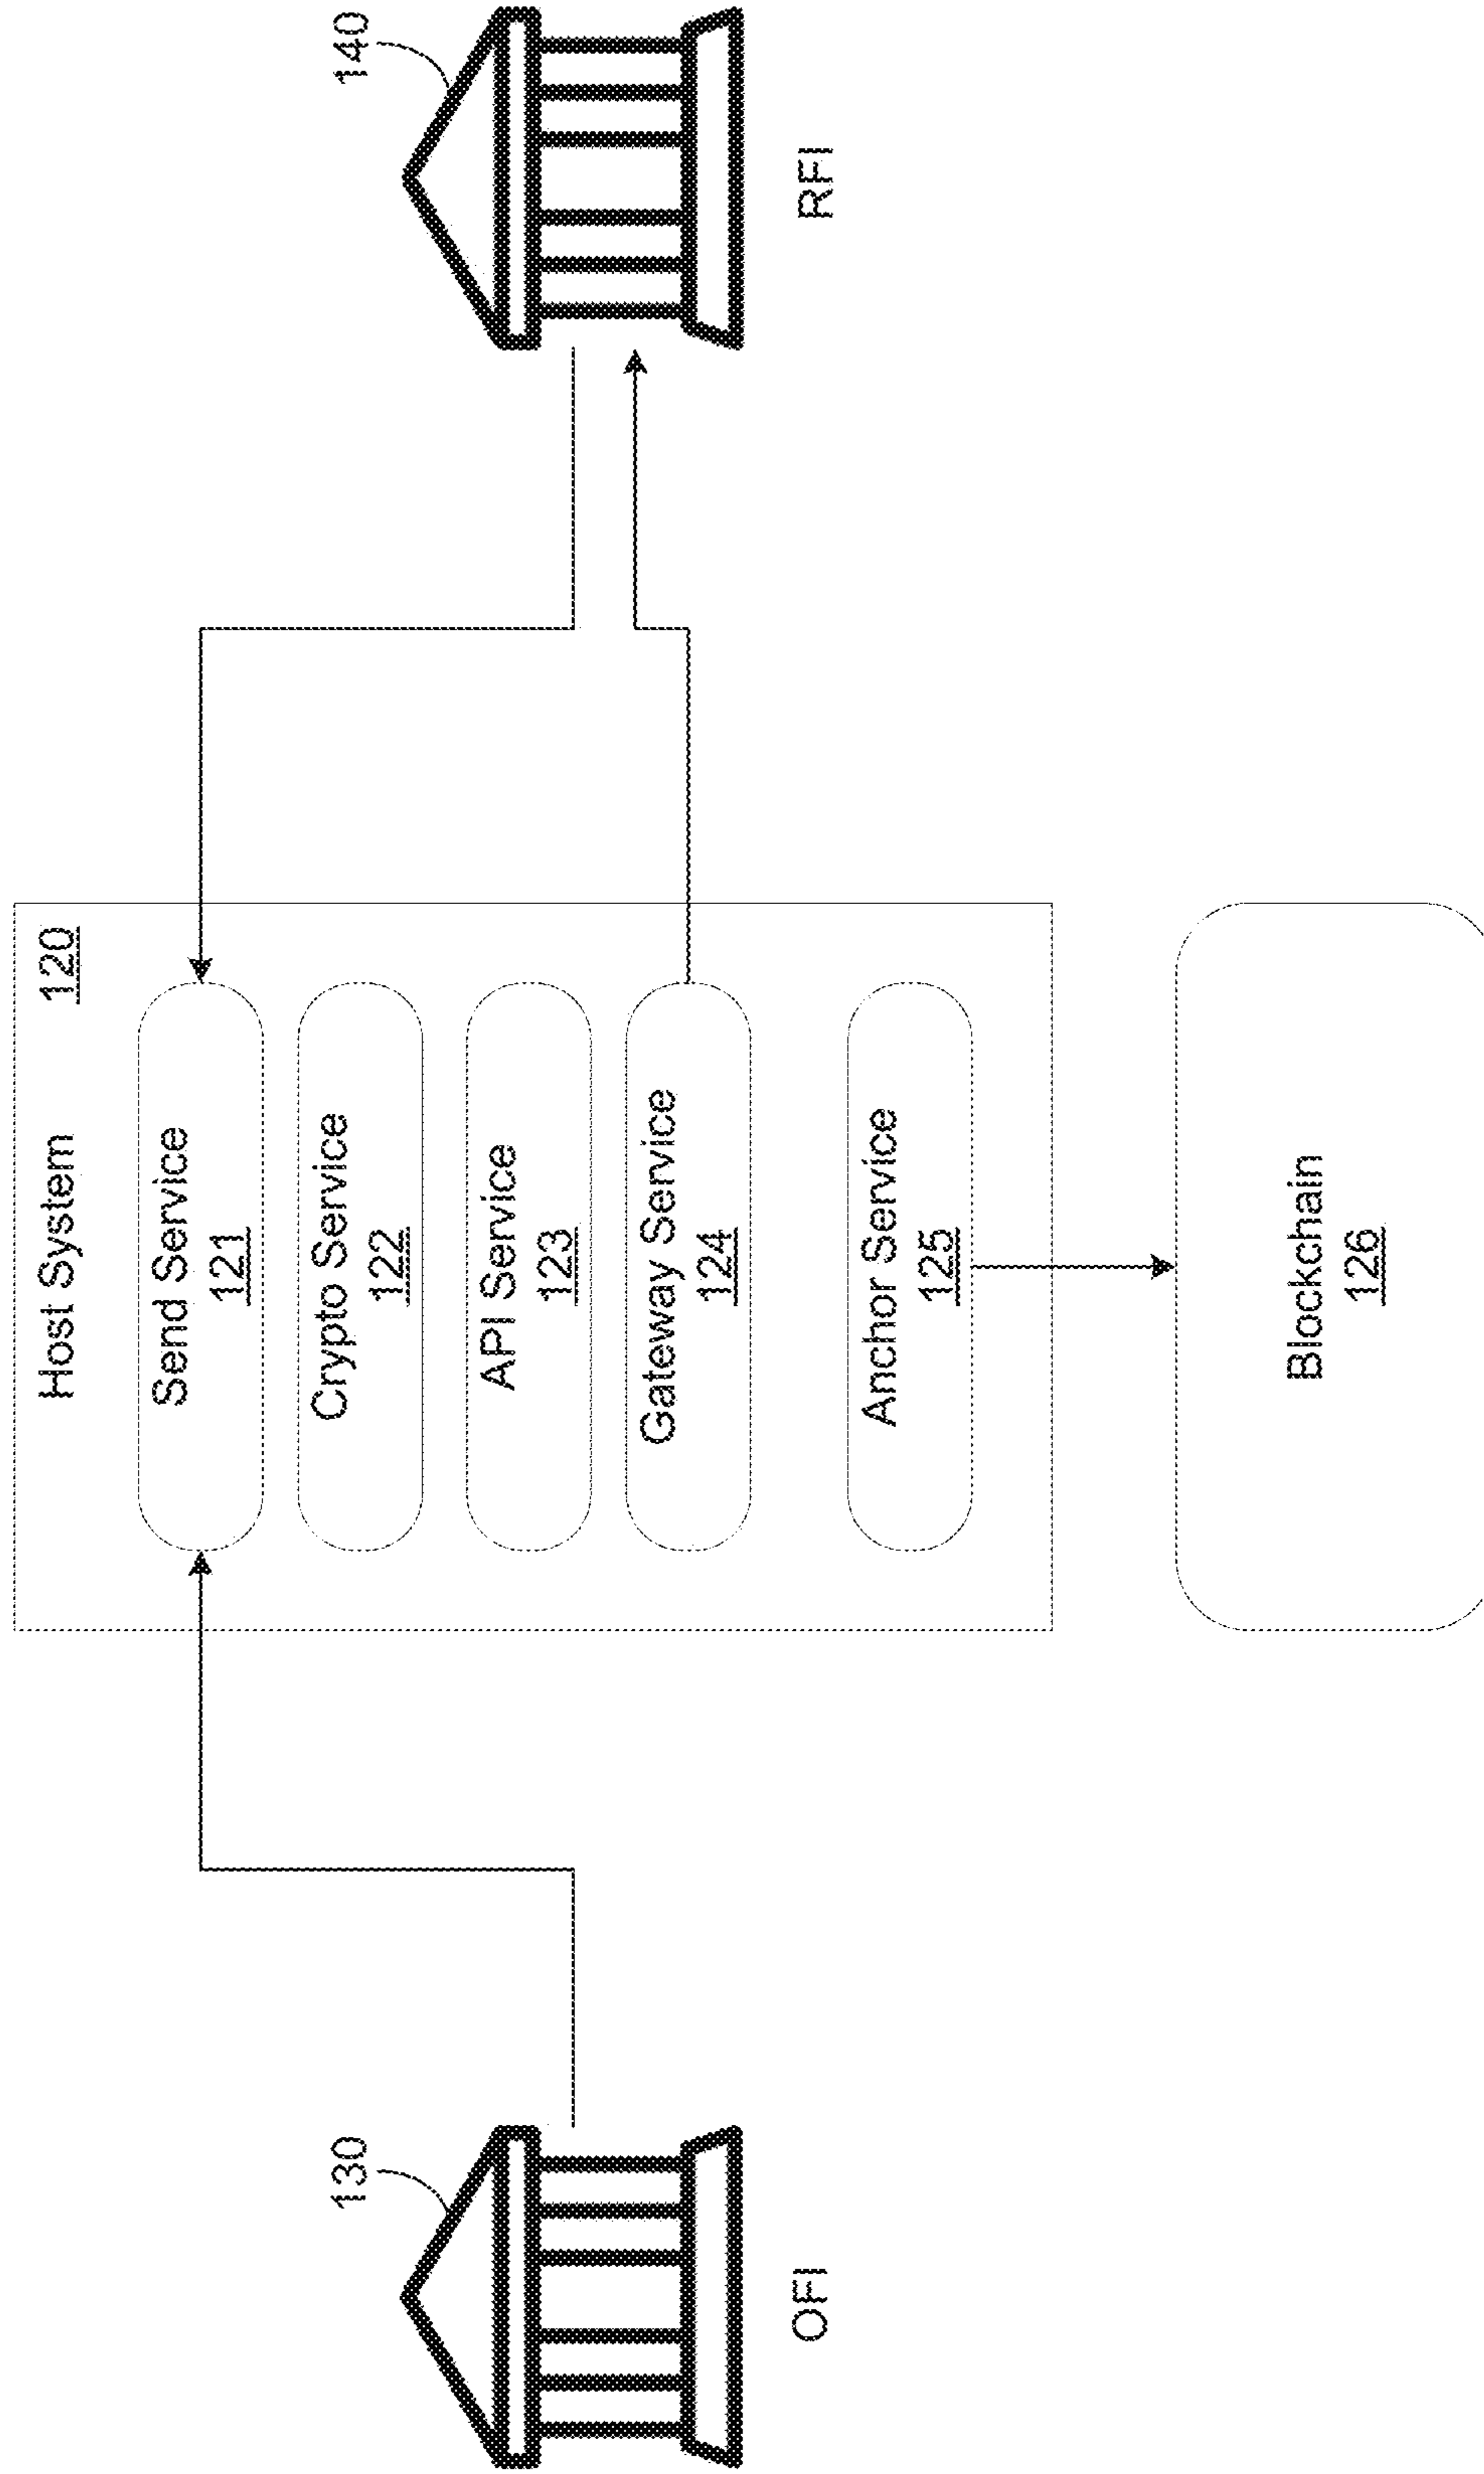 Host System 120
Send Service
121
Crypto Service
122
API Service
123
Gateway Service
124
Anchor Service
125
Blockchain
126
130
OFI
140
RFI